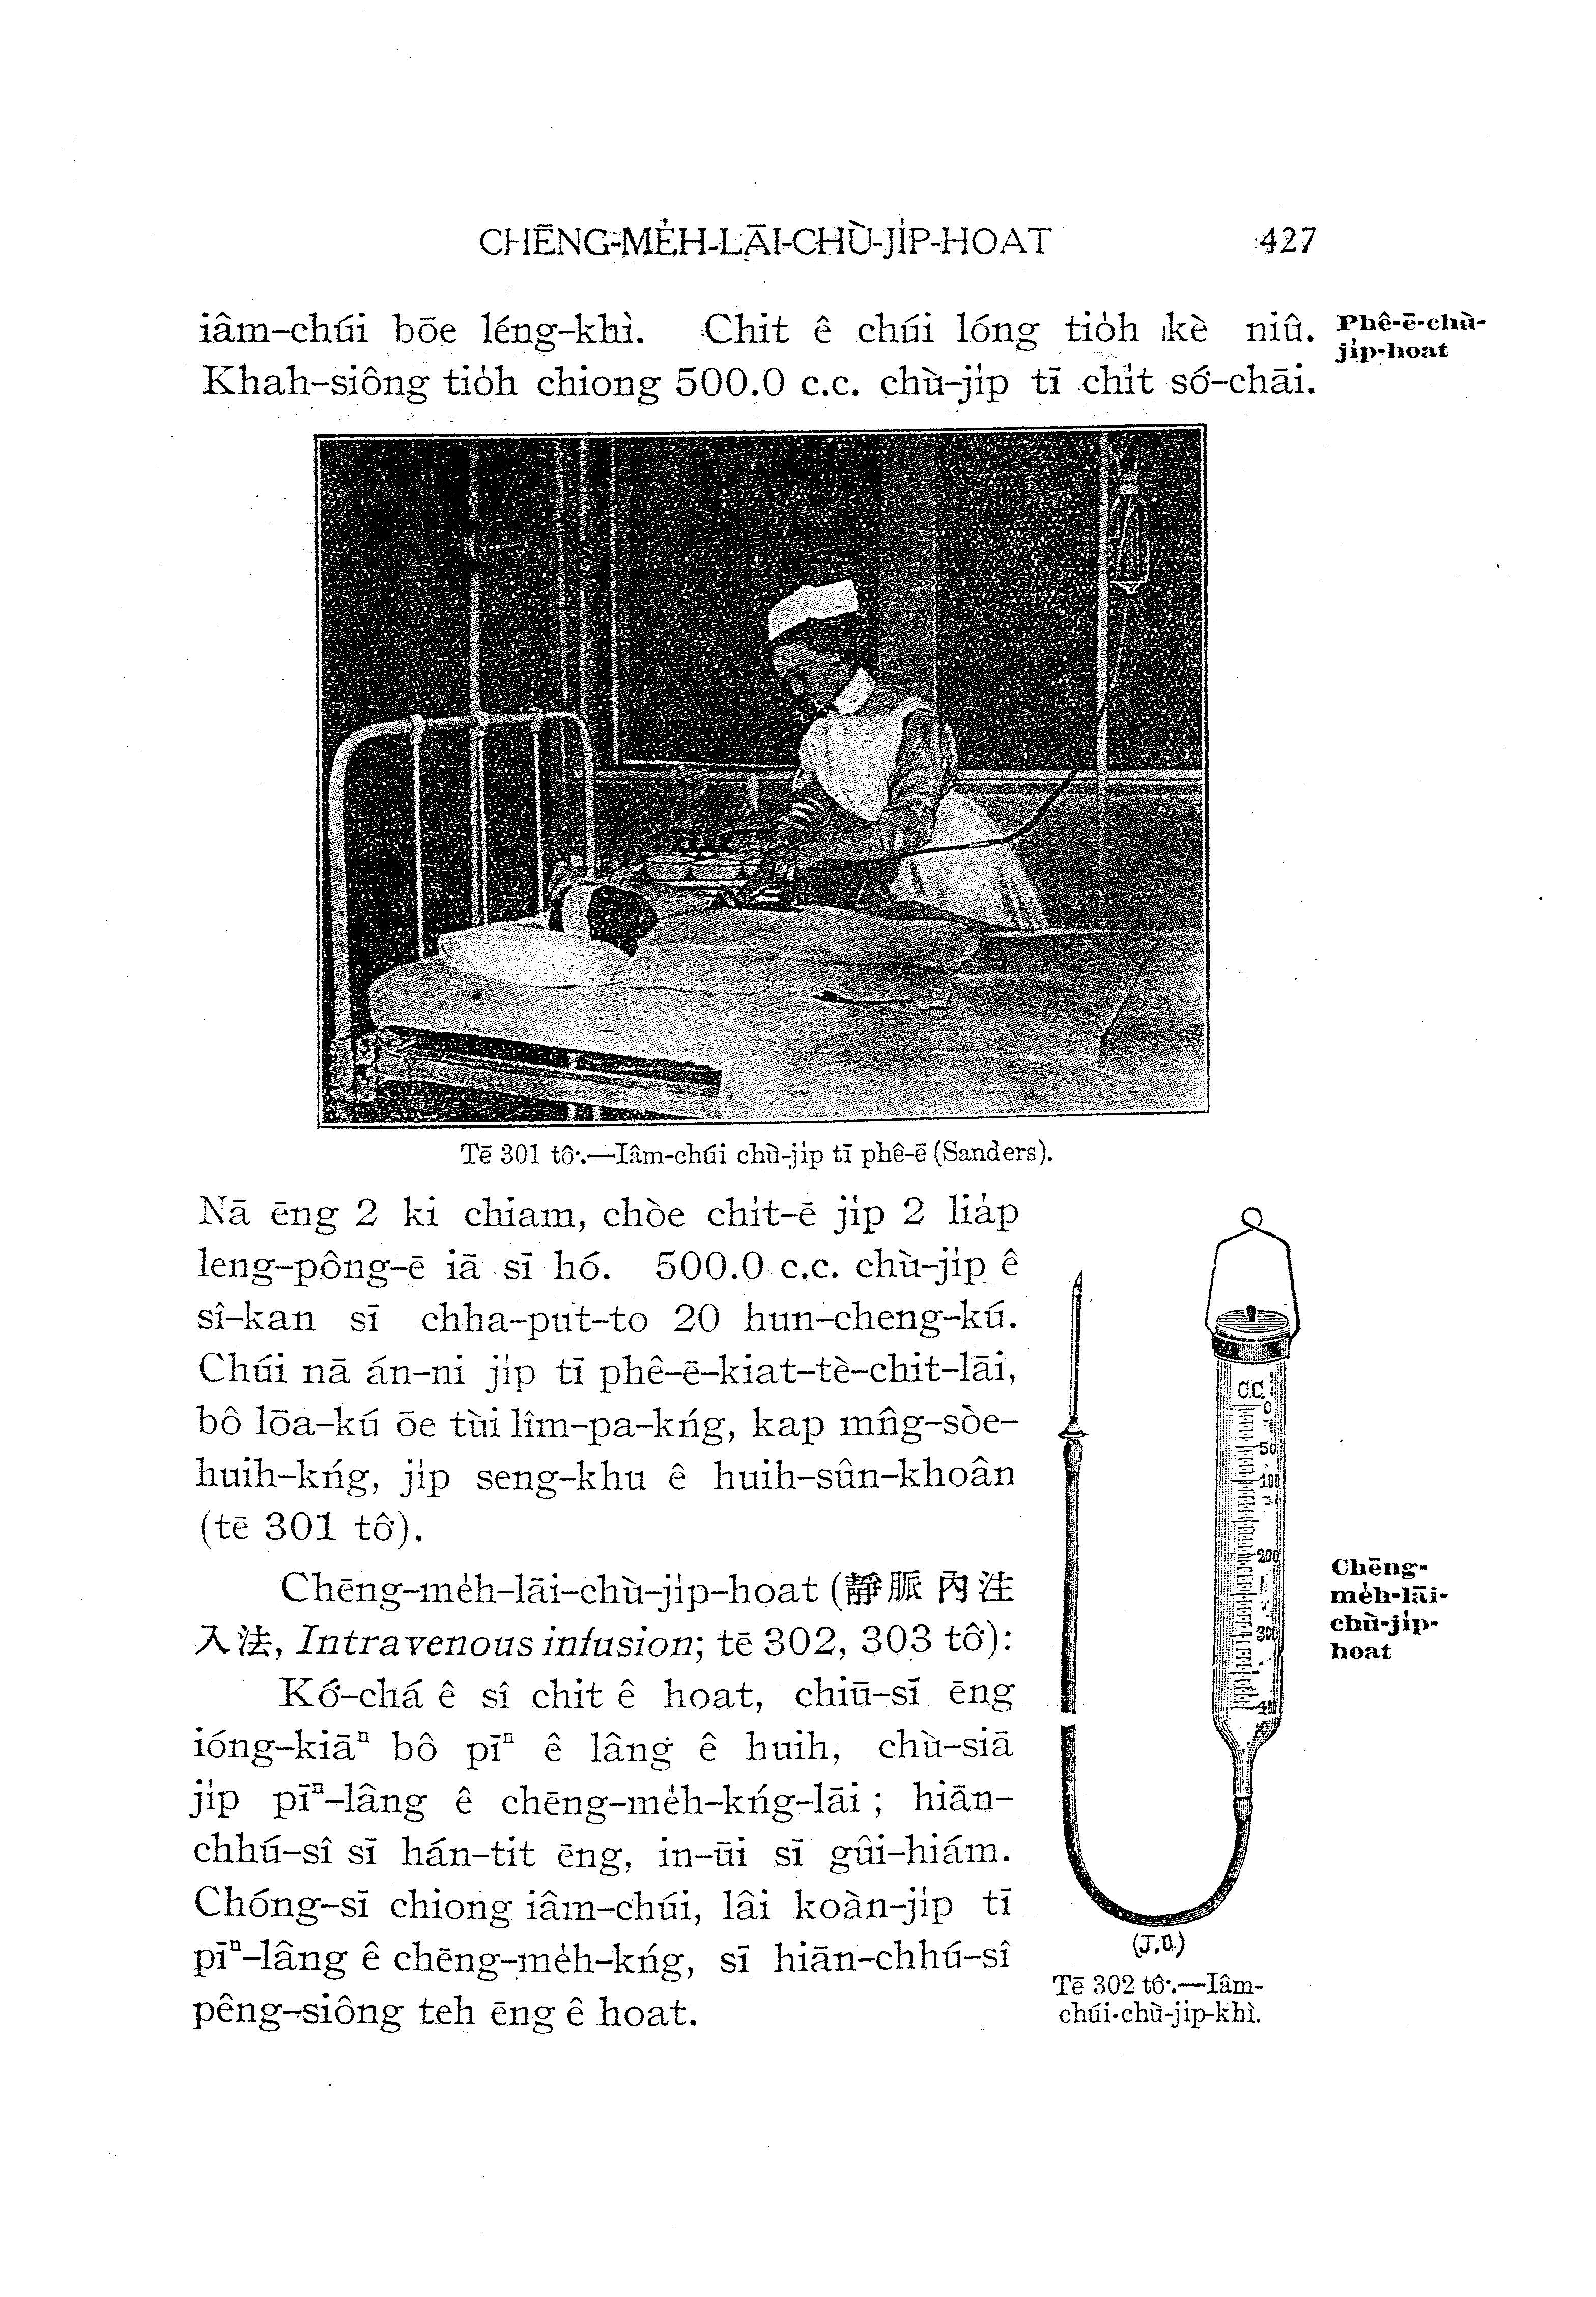 CHĒNG-ME̍H-LĀI-CHÙ-JI̍P-HOAT 427
iâm-chúi bōe léng-khì. Chit ê chúi lóng tio̍h kè niû.
Phê-ē-chù-
ji̍p-hoat
Khah-siông tio̍h chiong 500.0 c.c. chù-ji̍p tī chi̍t só͘-chāi.
Tē 301 tô͘.—Iâm-chúi chù-ji̍p tī phê-ē (Sanders).
Nā ēng 2 ki chiam, chòe chi̍t-ē ji̍p 2 lia̍p
leng-pông-ē iā sī hó. 500.0 c.c. chù-ji̍p ê
sî-kan sī chha-put-to 20 hun-cheng-kú.
Chúi nā án-ni ji̍p tī phê-ē-kiat-tè-chit-lāi,
bô lōa-kú ōe tùi lîm-pa-kńg, kap mn̂g-sòe-
huih-kńg, ji̍p seng-khu ê huih-sûn-khoân
(tē 301 tô͘).
Chēng-me̍h-lāi-chù-ji̍p-hoat (靜脈內注
入法, Intravenous infusion; tē 302, 303 tô͘):
Chēng-
me̍h-lāi-
chù-ji̍p-
hoat
Kó͘-chá ê sî chit ê hoat, chiū-sī ēng
ióng-kiāⁿ bô pīⁿ ê lâng ê huih, chù-siā
ji̍p pīⁿ-lâng ê chēng-me̍h-kńg-lāi; hiān-
chhú-sî sī hán-tit ēng, in-ūi sī gûi-hiám.
Chóng-sī chiong iâm-chúi, lâi koàn-ji̍p tī
pīⁿ-lâng ê chēng-me̍h-kńg, sī hiān-chhú-sî
pêng-siông teh ēng ê hoat.
C.C.
0
50
100
200
300
(J.U.)
Tē 302 tô͘.—Iâm-
chúi-chù-ji̍p-khì.